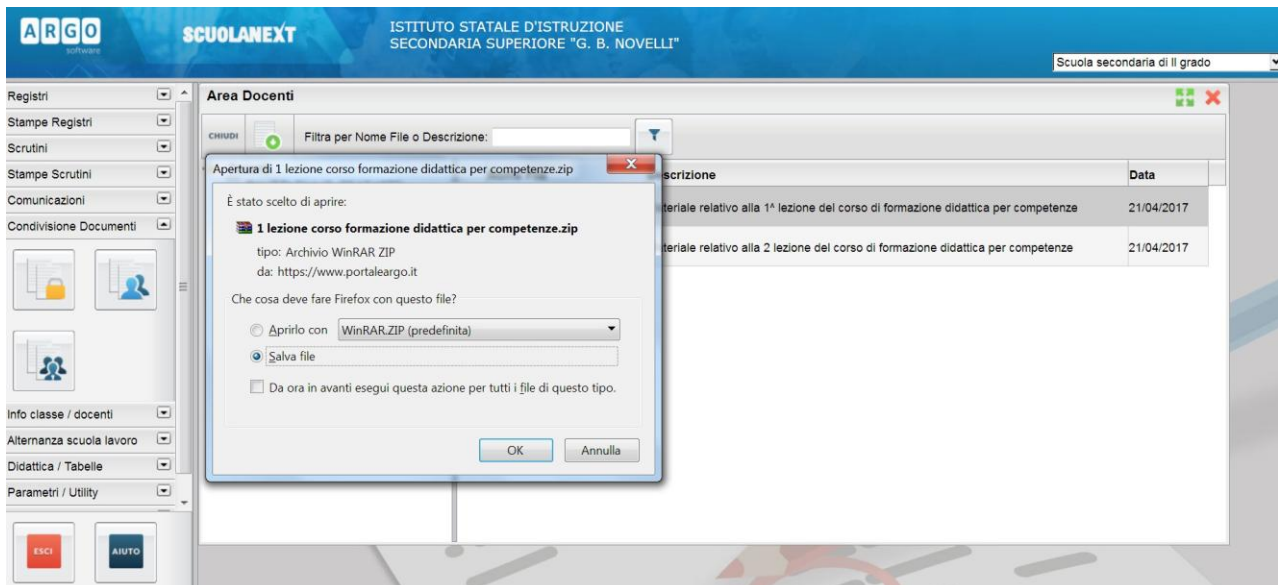 ARGO
software
SCUOLANEXT
ISTITUTO STATALE D'ISTRUZIONE
SECONDARIA SUPERIORE "G. B. NOVELLI"
Scuola secondaria di II grado
Registri
Stampe Registri
Scrutini
Stampe Scrutini
Comunicazioni
Condivisione Documenti
Info classe / docenti
Alternanza scuola lavoro
Didattica / Tabelle
Parametri / Utility
ESCI
AIUTO
Area Docenti
CHIUDI
Filtra per Nome File o Descrizione:
scrizione
Data
teriale relativo alla 1^ lezione del corso di formazione didattica per competenze
21/04/2017
teriale relativo alla 2 lezione del corso di formazione didattica per competenze
21/04/2017
Apertura di 1 lezione corso formazione didattica per competenze.zip
È stato scelto di aprire:
1 lezione corso formazione didattica per competenze.zip
tipo: Archivio WinRAR ZIP
da: https://www.portaleargo.it
Che cosa deve fare Firefox con questo file?
Aprirlo con WinRAR.ZIP (predefinita)
Salva file
Da ora in avanti esegui questa azione per tutti i file di questo tipo.
OK
Annulla